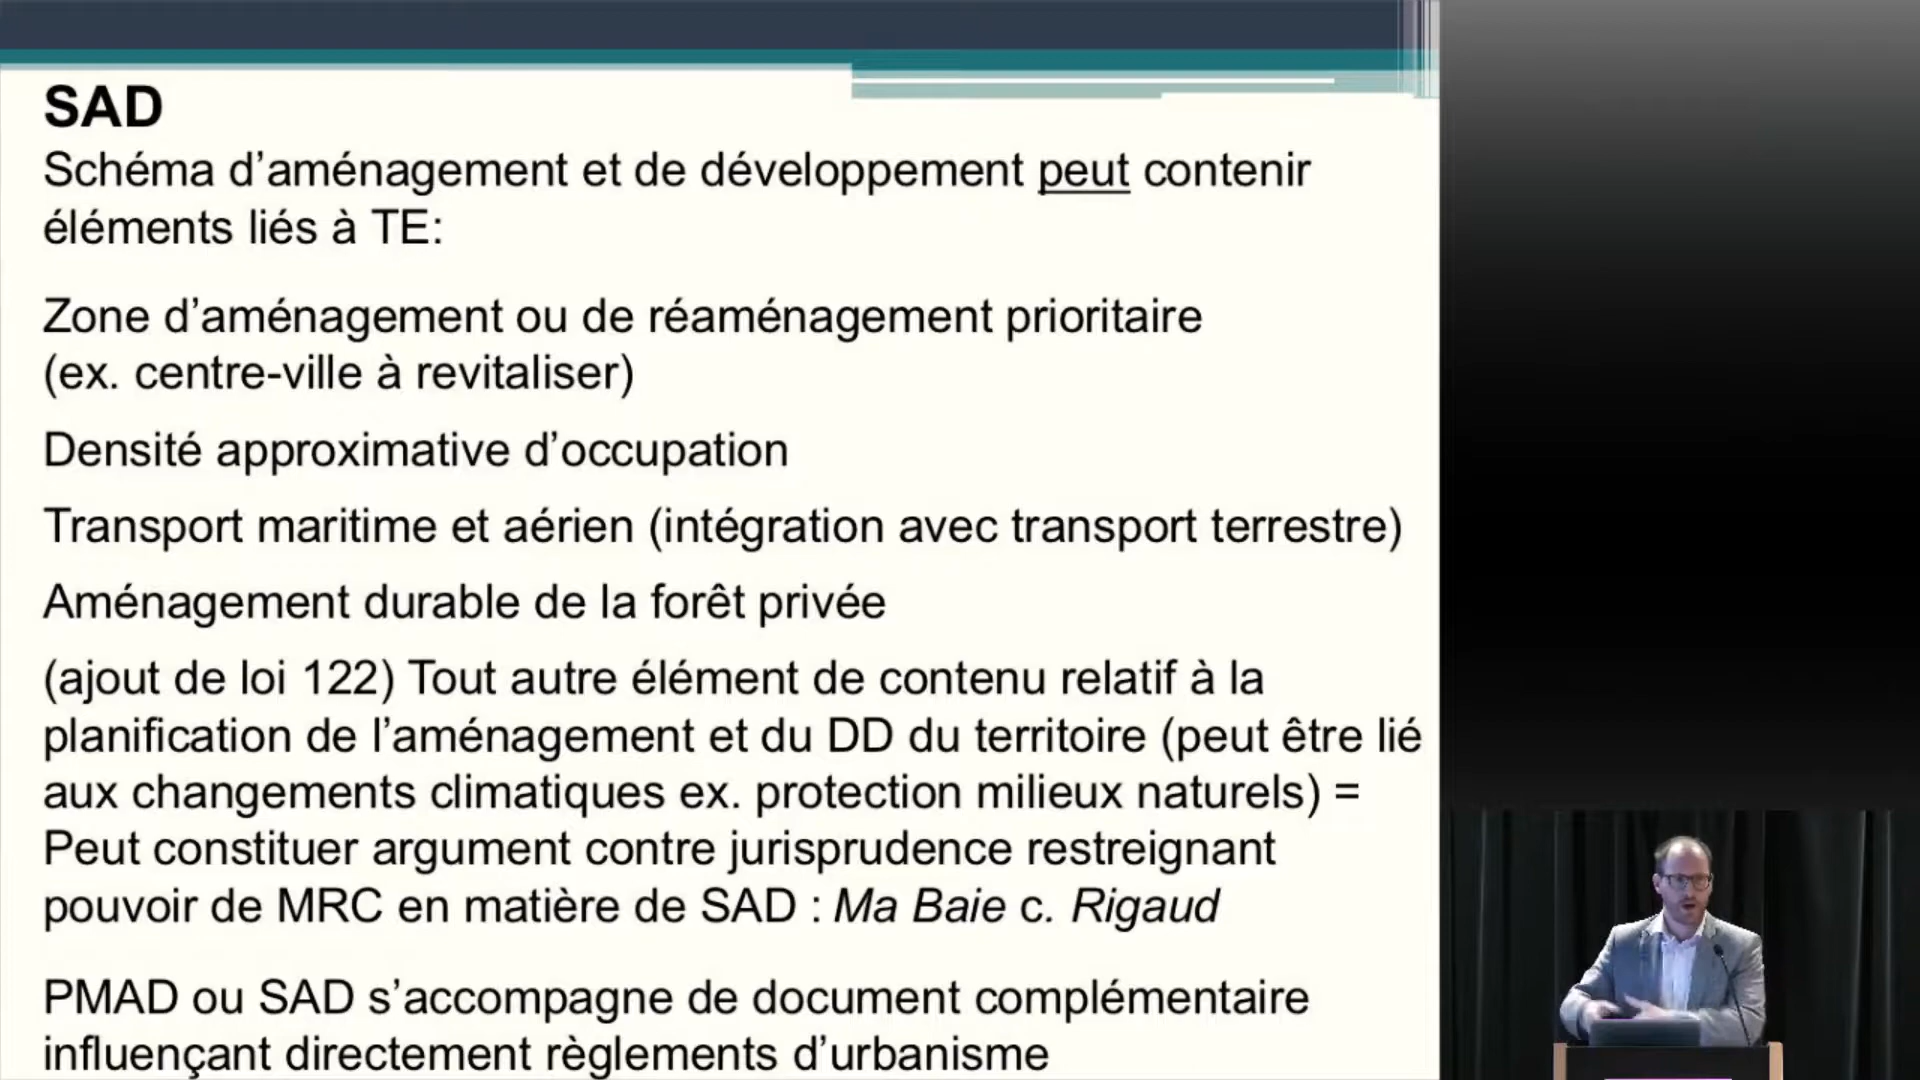 SAD
Schéma d’aménagement et de développement peut contenir
éléments liés à TE:
Zone d’aménagement ou de réaménagement prioritaire
(ex. centre-ville à revitaliser)
Densité approximative d’occupation
Transport maritime et aérien (intégration avec transport terrestre)
Aménagement durable de la forêt privée
(ajout de loi 122) Tout autre élément de contenu relatif à la
planification de l’aménagement et du DD du territoire (peut être lié
aux changements climatiques ex. protection milieux naturels) =
Peut constituer argument contre jurisprudence restreignant
pouvoir de MRC en matière de SAD : Ma Baie c. Rigaud
PMAD ou SAD s’accompagne de document complémentaire
influençant directement règlements d’urbanisme